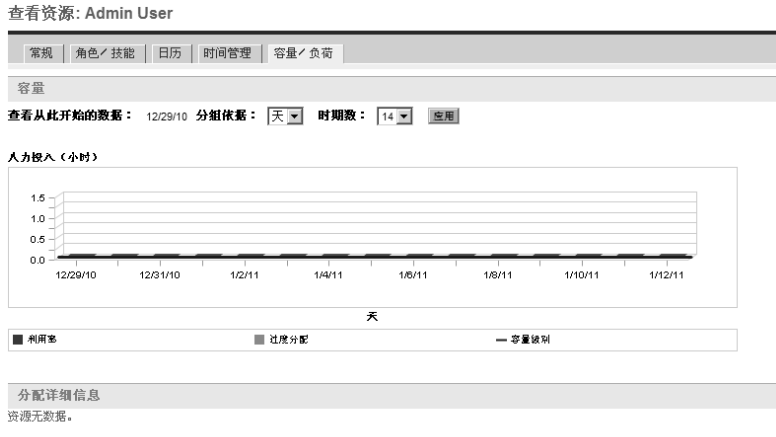 查看资源: Admin User
常规 角色/技能 日历 时间管理 容量/负荷
容量
查看从此开始的数据： 12/29/10 分组依据： 天 时期数： 14 应用
人力投入（小时）
1.5
1.0
0.5
0.0
12/29/10 12/31/10 1/2/11 1/4/11 1/6/11 1/8/11 1/10/11 1/12/11
天
利用率 过度分配 容量级别
分配详细信息
资源无数据。